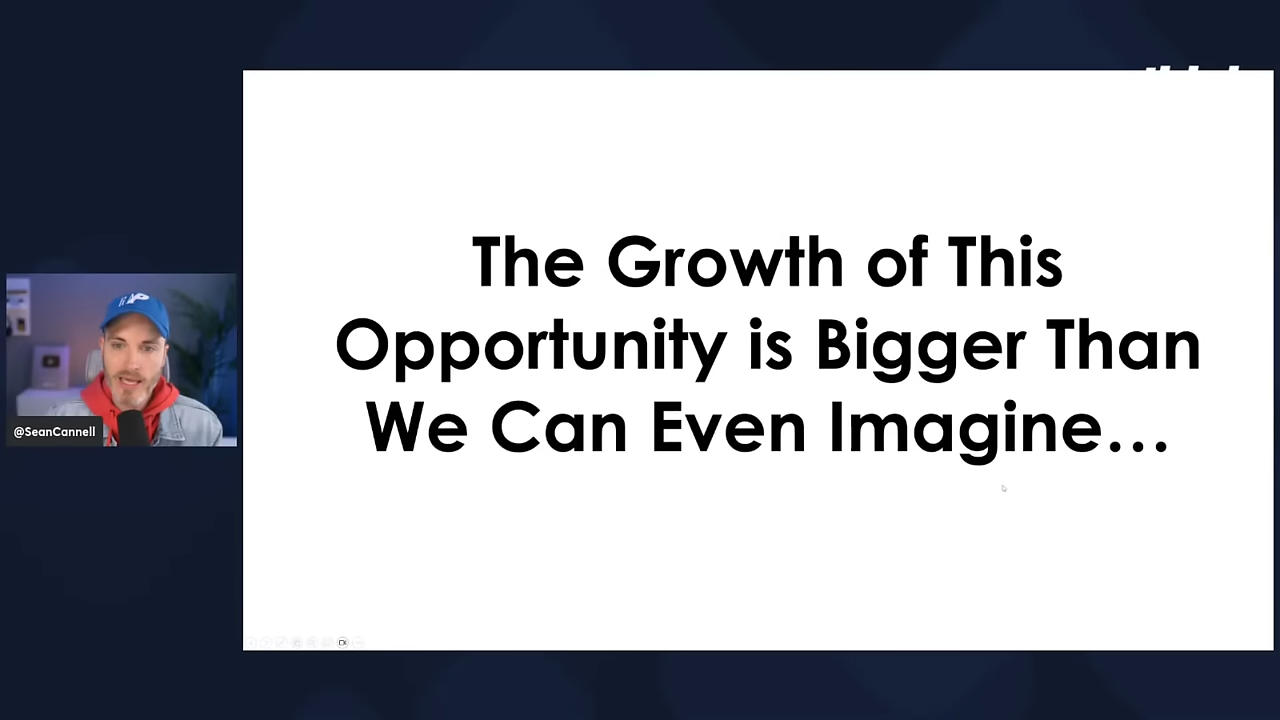 The Growth of This
Opportunity is Bigger Than
We Can Even Imagine…
@SeanCannell